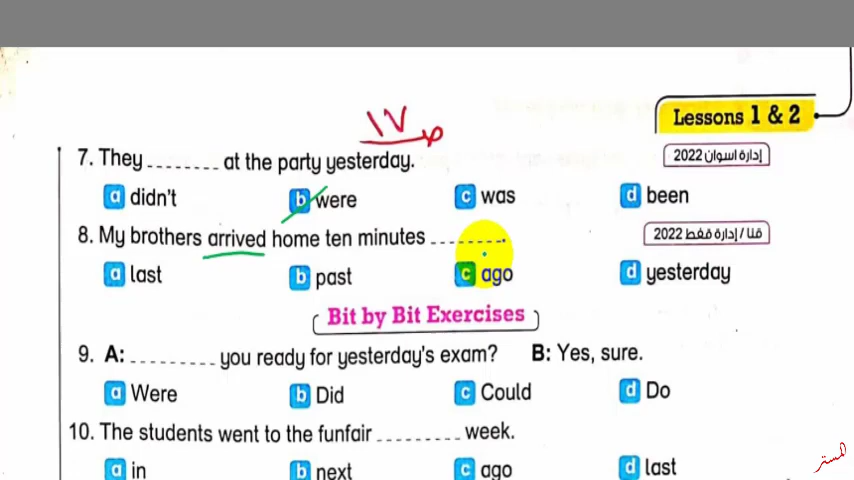 ص ١٧
Lessons 1 & 2
7. They ........ at the party yesterday. إدارة اسوان 2022
a didn't b were c was d been
8. My brothers arrived home ten minutes ......... قنا / إدارة قفط 2022
a last b past c ago d yesterday
Bit by Bit Exercises
9. A: ......... you ready for yesterday's exam? B: Yes, sure.
a Were b Did c Could d Do
10. The students went to the funfair ......... week.
a in b next c ago d last